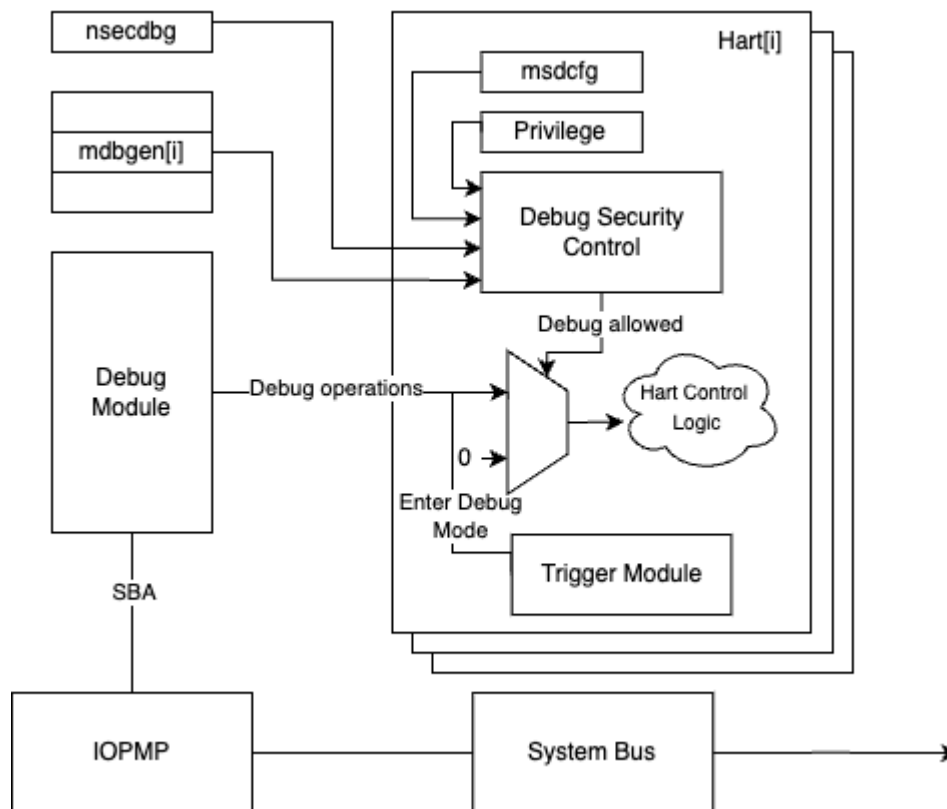 nsecdbg
Hart[i]
msdcfg
mdbgen[i]
Privilege
Debug Security
Control
Debug allowed
Debug
Module
Debug operations
Hart Control
Logic
0
Enter Debug
Mode
Trigger Module
SBA
IOPMP
System Bus